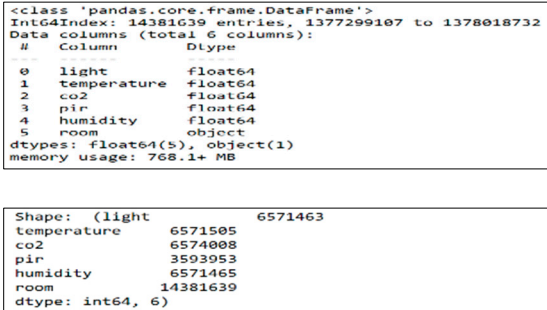 <class 'pandas.core.frame.DataFrame'>
Int64Index: 14381639 entries, 1377299107 to 1378018732
Data columns (total 6 columns):
#   Column   Dtype
---  ------  -----
0   light   float64
1   temperature   float64
2   co2   float64
3   pir   float64
4   humidity   float64
5   room   object
dtypes: float64(5), object(1)
memory usage: 768.1+ MB
Shape:  (light   6571463
temperature   6571505
co2   6574008
pir   3593953
humidity   6571465
room   14381639
dtype: int64, 6)